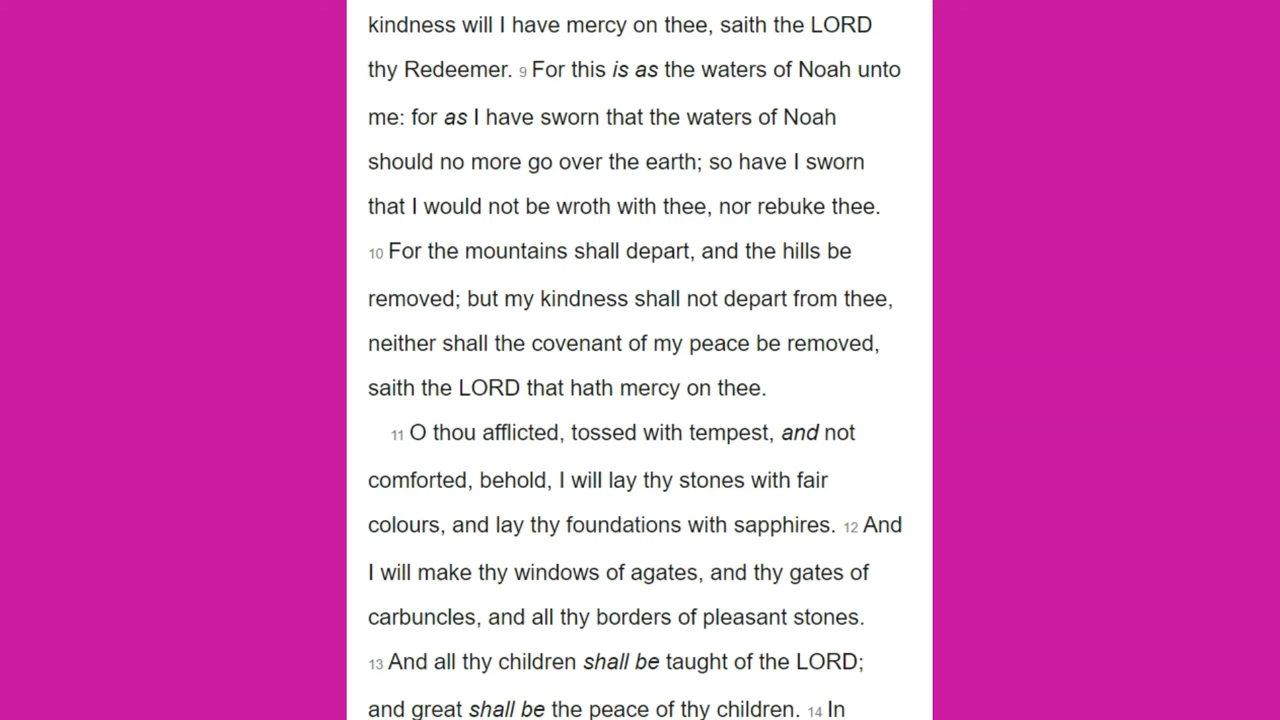 kindness will I have mercy on thee, saith the LORD
thy Redeemer. 9 For this is as the waters of Noah unto
me: for as I have sworn that the waters of Noah
should no more go over the earth; so have I sworn
that I would not be wroth with thee, nor rebuke thee.
10 For the mountains shall depart, and the hills be
removed; but my kindness shall not depart from thee,
neither shall the covenant of my peace be removed,
saith the LORD that hath mercy on thee.
11 O thou afflicted, tossed with tempest, and not
comforted, behold, I will lay thy stones with fair
colours, and lay thy foundations with sapphires. 12 And
I will make thy windows of agates, and thy gates of
carbuncles, and all thy borders of pleasant stones.
13 And all thy children shall be taught of the LORD;
and great shall be the peace of thy children. 14 In